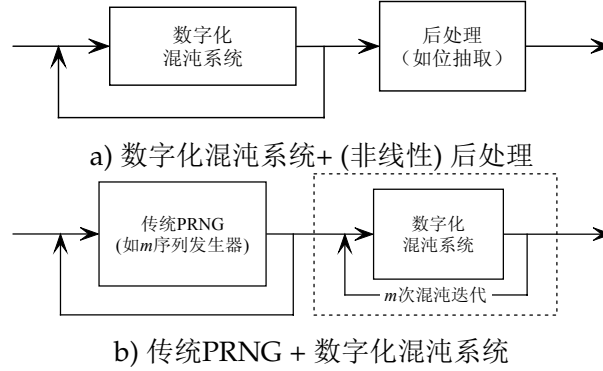 数字化
混沌系统
后处理
（如位抽取）
a) 数字化混沌系统+ (非线性) 后处理
传统PRNG
(如m序列发生器)
数字化
混沌系统
m次混沌迭代
b) 传统PRNG + 数字化混沌系统